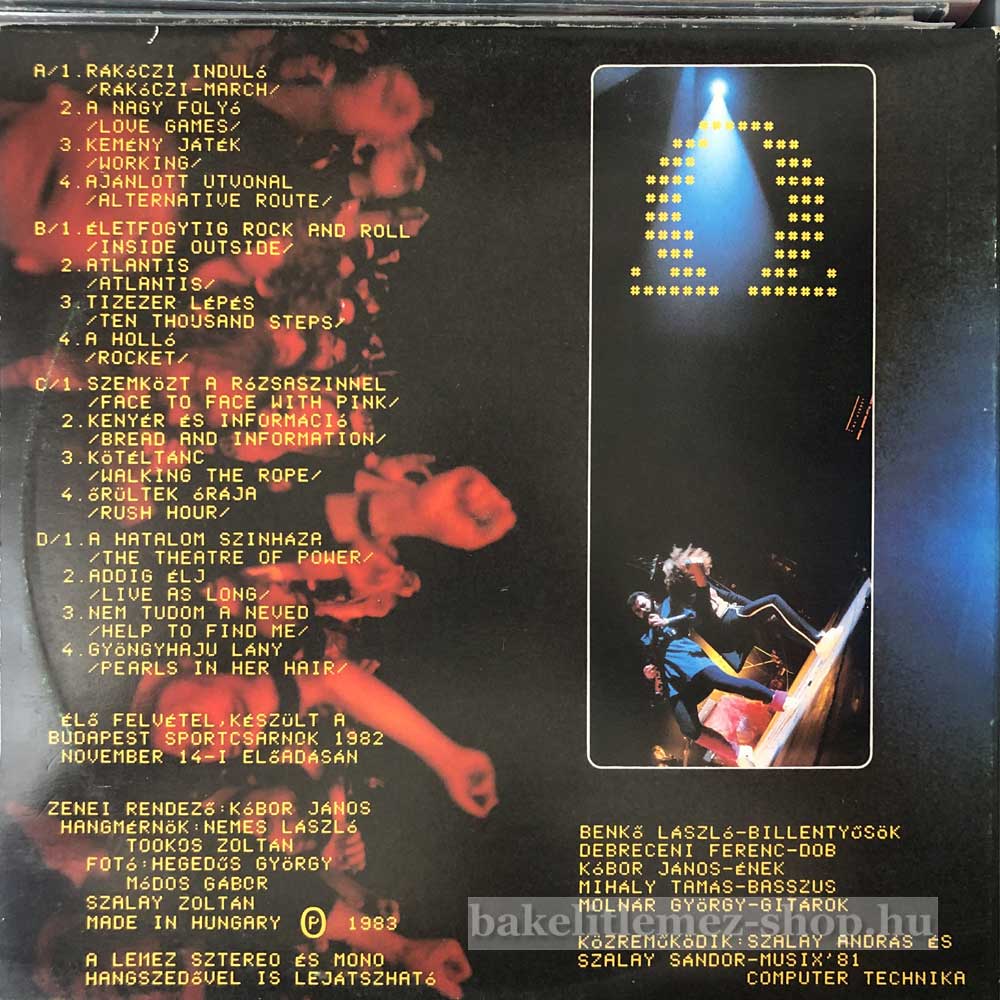 A/1. RÁKÓCZI INDULÓ
/RÁKÓCZI-MARCH/
2. A NAGY FOLYÓ
/LOVE GAMES/
3. KEMÉNY JÁTÉK
/WORKING/
4. AJÁNLOTT UTVONAL
/ALTERNATIVE ROUTE/
B/1. ÉLETFOGYTIG ROCK AND ROLL
/INSIDE OUTSIDE/
2. ATLANTIS
/ATLANTIS/
3. TIZEZER LÉPÉS
/TEN THOUSAND STEPS/
4. A HOLLÓ
/ROCKET/
C/1. SZEMKÖZT A RÓZSASZINNEL
/FACE TO FACE WITH PINK/
2. KENYÉR ÉS INFORMÁCIÓ
/BREAD AND INFORMATION/
3. KÖTÉLTÁNC
/WALKING THE ROPE/
4. ŐRÜLTEK ÓRÁJA
/RUSH HOUR/
D/1. A HATALOM SZINHÁZA
/THE THEATRE OF POWER/
2. ADDIG ÉLJ
/LIVE AS LONG/
3. NEM TUDOM A NEVED
/HELP TO FIND ME/
4. GYÖNGYHAJU LÁNY
/PEARLS IN HER HAIR/
ÉLŐ FELVÉTEL, KÉSZÜLT A
BUDAPEST SPORTCSARNOK 1982
NOVEMBER 14-I ELŐADÁSÁN
ZENEI RENDEZŐ: KÓBOR JÁNOS
HANGMÉRNÖK: NEMES LÁSZLÓ
TOOKOS ZOLTÁN
FOTÓ: HEGEDŰS GYÖRGY
MÓDOS GÁBOR
SZALAY ZOLTÁN
MADE IN HUNGARY Ⓟ 1983
A LEMEZ SZTEREO ÉS MONO
HANGSZEDŐVEL IS LEJÁTSZHATÓ
BENKŐ LÁSZLÓ-BILLENTYŰSÖK
DEBRECENI FERENC-DOB
KÓBOR JÁNOS-ÉNEK
MIHÁLY TAMÁS-BASSZUS
MOLNÁR GYÖRGY-GITÁROK
bakelitlemez-shop.hu
KÖZREMŰKÖDIK: SZALAY ANDRÁS ÉS
SZALAY SÁNDOR-MUSIX'81
COMPUTER TECHNIKA